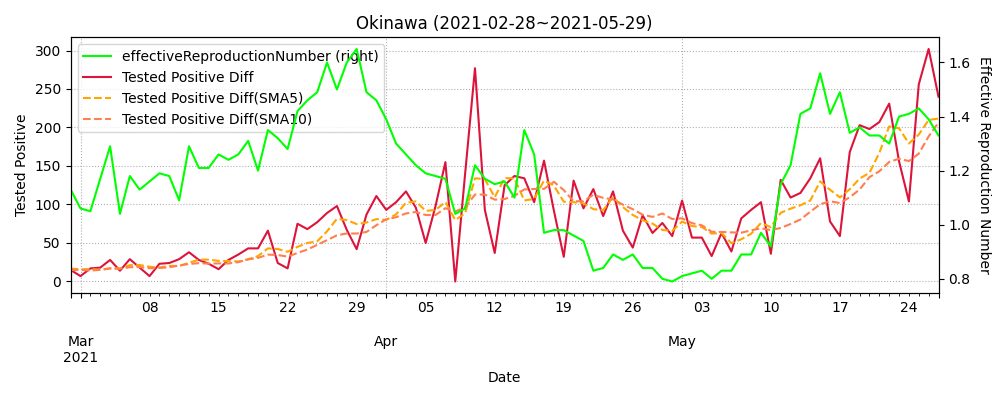 Okinawa (2021-02-28~2021-05-29)
effectiveReproductionNumber (right)
Tested Positive Diff
Tested Positive Diff(SMA5)
Tested Positive Diff(SMA10)
Tested Positive
300
250
200
150
100
50
0
1.6
1.4
1.2
1.0
0.8
Effective Reproduction Number
08 15 22 29 05 12 19 26 03 10 17 24
Mar Apr May
2021
Date